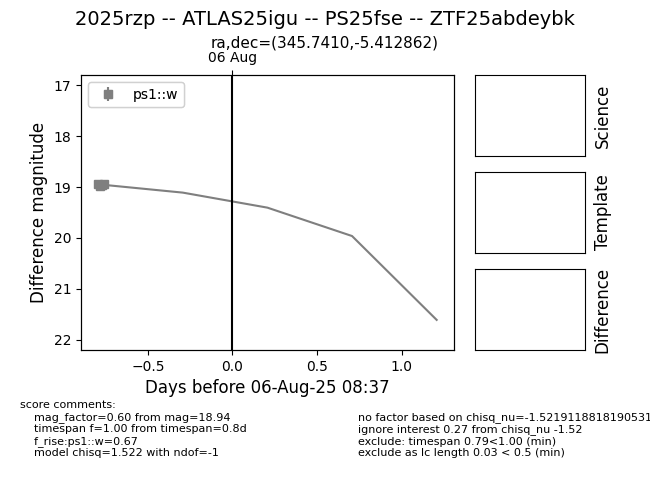 2025rzp -- ATLAS25igu -- PS25fse -- ZTF25abdeybk
ra,dec=(345.7410,-5.412862)
06 Aug
ps1::w
Difference magnitude
17
18
19
20
21
22
−0.5
0.0
0.5
1.0
Days before 06-Aug-25 08:37
Science
Template
Difference
score comments:
mag_factor=0.60 from mag=18.94
timespan f=1.00 from timespan=0.8d
f_rise:ps1::w=0.67
model chisq=1.522 with ndof=-1
no factor based on chisq_nu=-1.5219118818190531
ignore interest 0.27 from chisq_nu -1.52
exclude: timespan 0.79<1.00 (min)
exclude as lc length 0.03 < 0.5 (min)